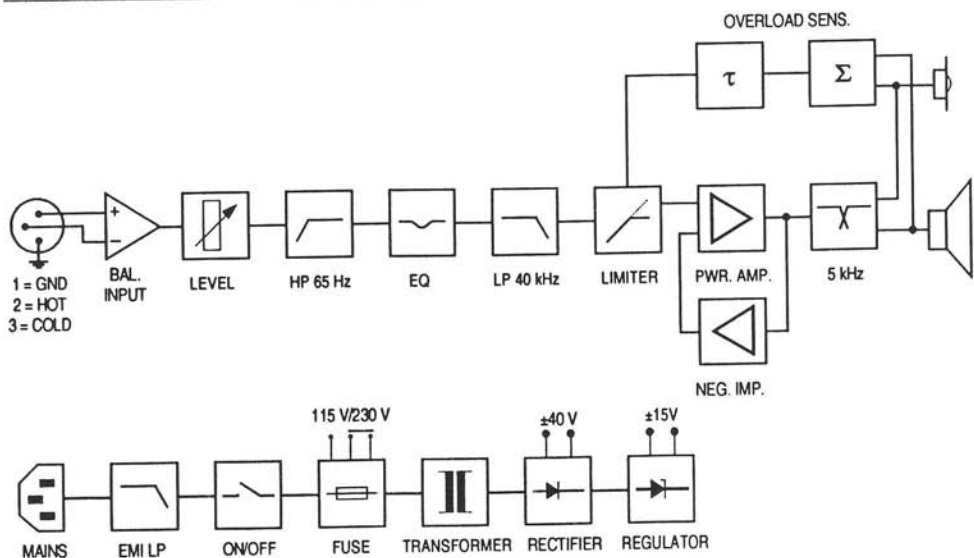 OVERLOAD SENS.
τ
Σ
+
−
1 = GND
2 = HOT
3 = COLD
BAL.
INPUT
LEVEL
HP 65 Hz
EQ
LP 40 kHz
LIMITER
PWR. AMP.
5 kHz
NEG. IMP.
115 V/230 V
±40 V
±15V
MAINS
EMI LP
ON/OFF
FUSE
TRANSFORMER
RECTIFIER
REGULATOR